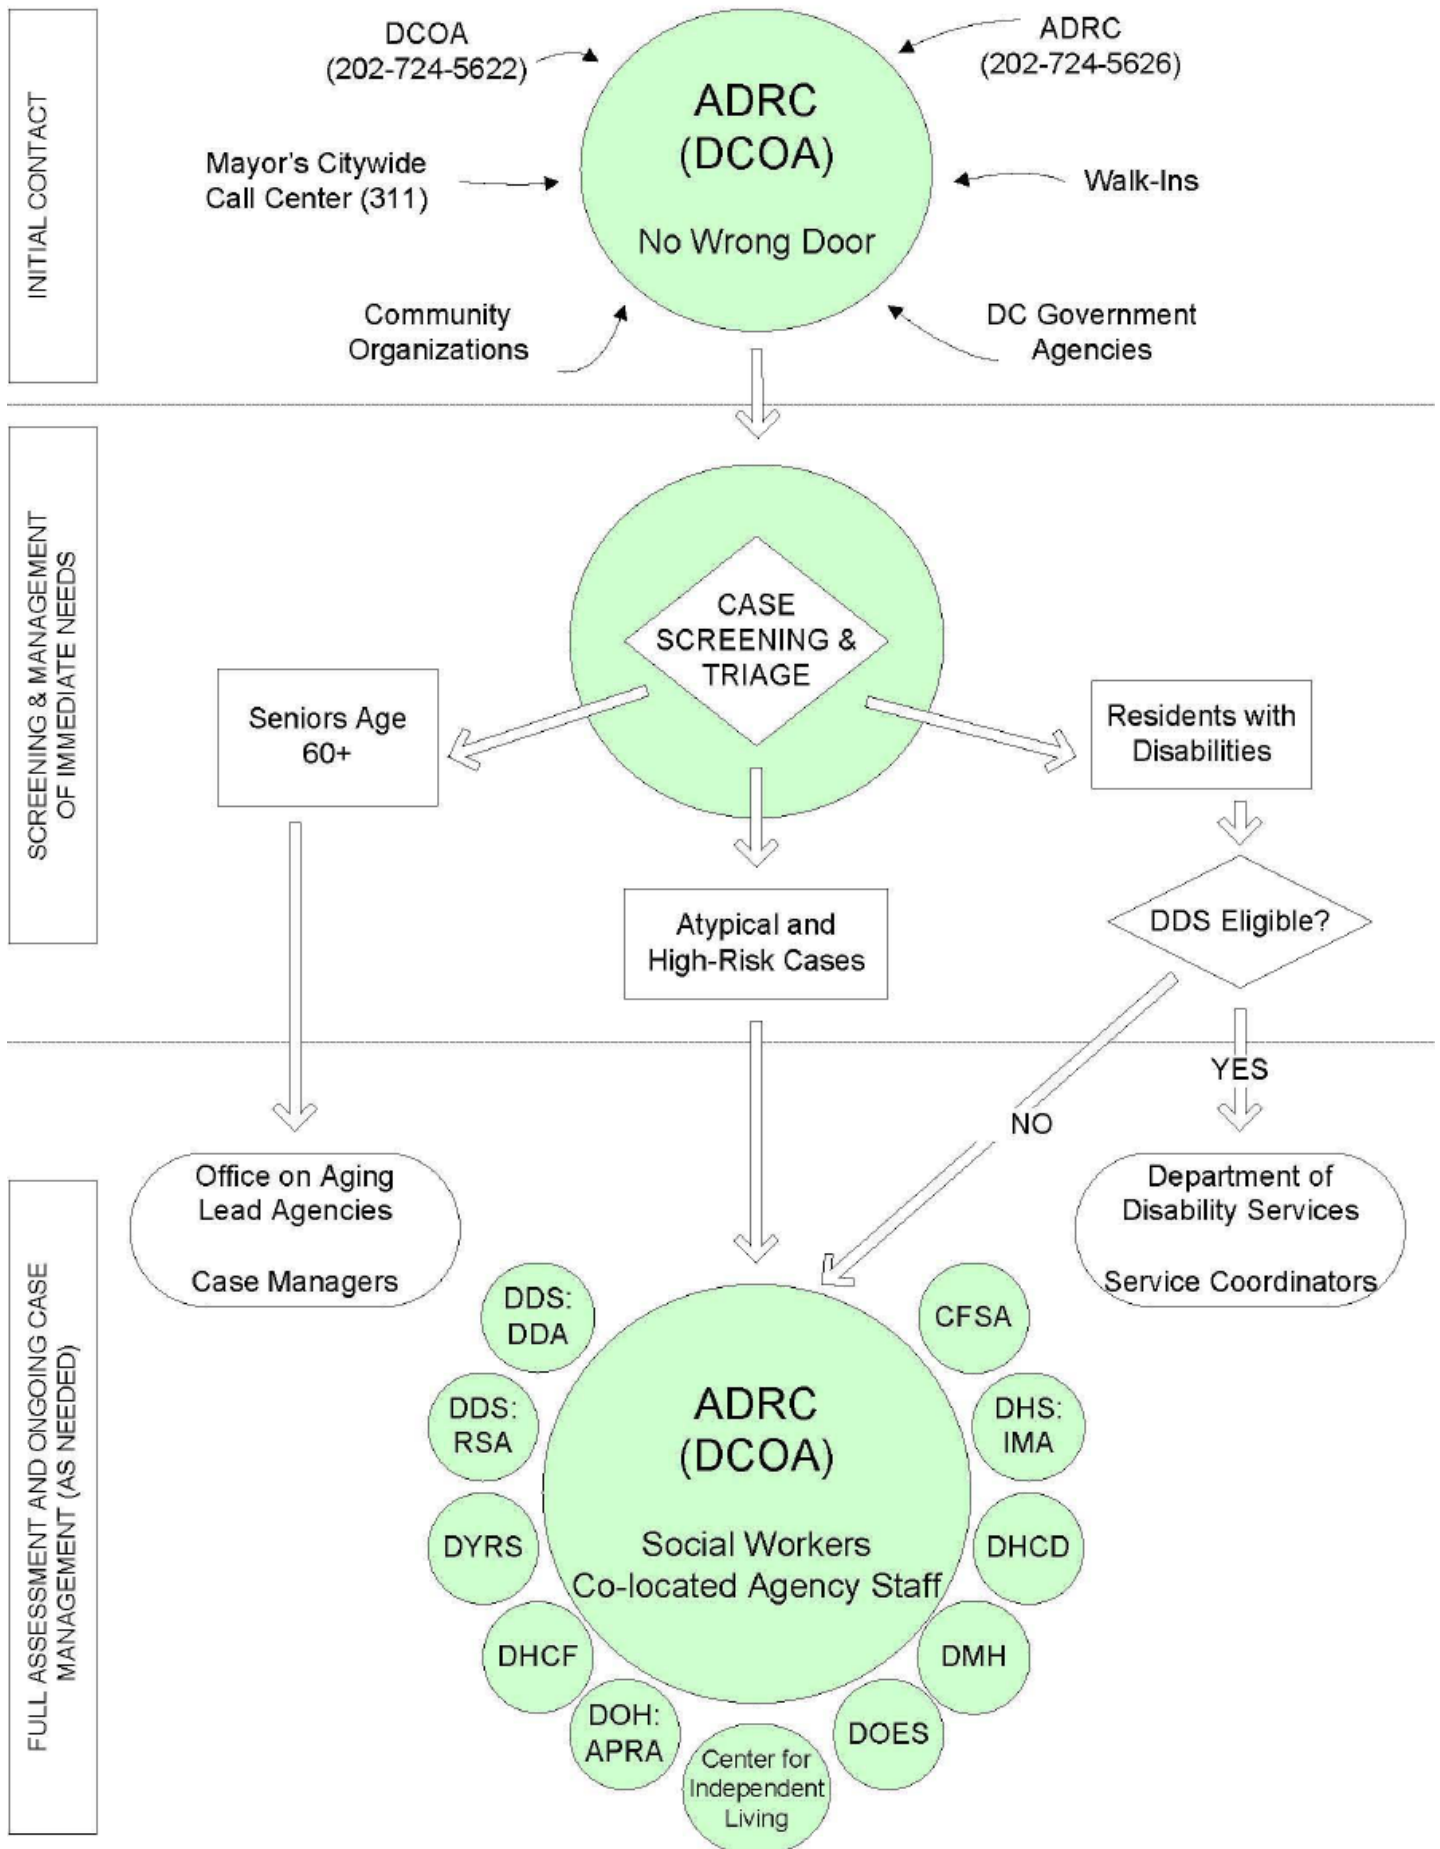 INITIAL CONTACT
DCOA
(202-724-5622)
ADRC
(202-724-5626)
ADRC
(DCOA)
No Wrong Door
Mayor's Citywide
Call Center (311)
Walk-Ins
Community
Organizations
DC Government
Agencies
SCREENING & MANAGEMENT
OF IMMEDIATE NEEDS
CASE
SCREENING &
TRIAGE
Seniors Age
60+
Residents with
Disabilities
Atypical and
High-Risk Cases
DDS Eligible?
YES
NO
FULL ASSESSMENT AND ONGOING CASE
MANAGEMENT (AS NEEDED)
Office on Aging
Lead Agencies
Case Managers
Department of
Disability Services
Service Coordinators
DDS:
DDA
CFSA
ADRC
(DCOA)
Social Workers
Co-located Agency Staff
DDS:
RSA
DHS:
IMA
DYRS
DHCD
DHCF
DMH
DOH:
APRA
DOES
Center for
Independent
Living